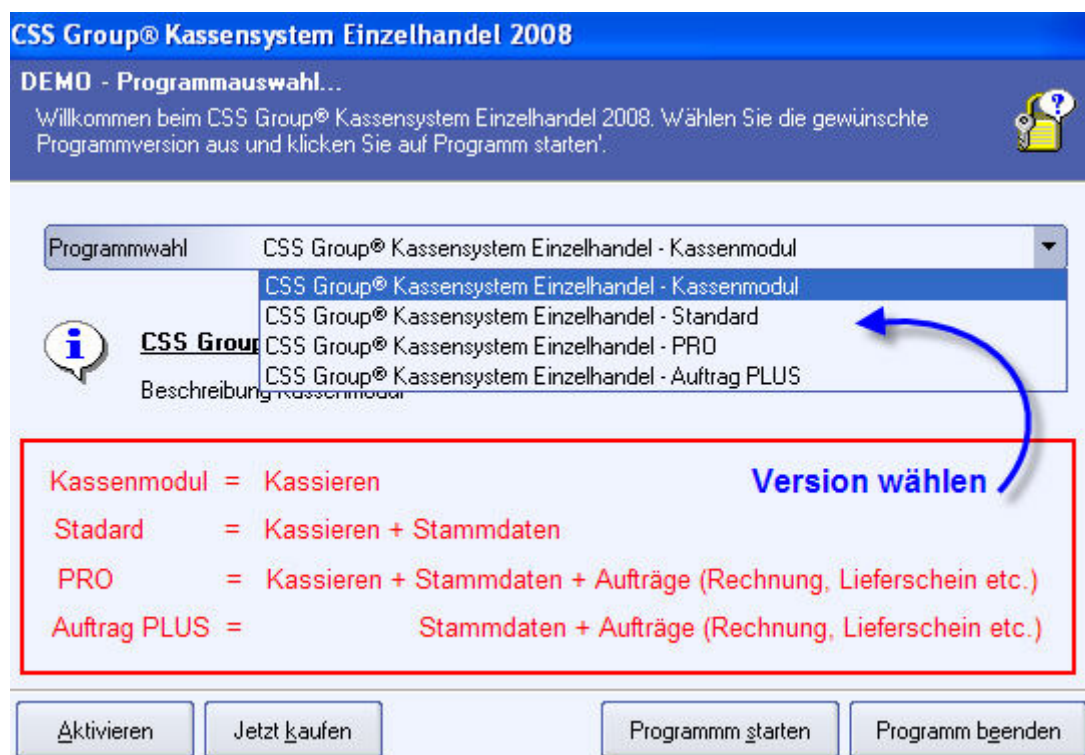 CSS Group® Kassensystem Einzelhandel 2008
DEMO - Programmauswahl...
Willkommen beim CSS Group® Kassensystem Einzelhandel 2008. Wählen Sie die gewünschte
Programmversion aus und klicken Sie auf Programm starten'.
Programmwahl CSS Group® Kassensystem Einzelhandel - Kassenmodul
CSS Group® Kassensystem Einzelhandel - Kassenmodul
CSS Group® Kassensystem Einzelhandel - Standard
CSS Group® Kassensystem Einzelhandel - PRO
CSS Group® Kassensystem Einzelhandel - Auftrag PLUS
CSS Group
Beschreibung Kassenmodul
Version wählen
Kassenmodul = Kassieren
Stadard = Kassieren + Stammdaten
PRO = Kassieren + Stammdaten + Aufträge (Rechnung, Lieferschein etc.)
Auftrag PLUS = Stammdaten + Aufträge (Rechnung, Lieferschein etc.)
Aktivieren
Jetzt kaufen
Programmm starten
Programm beenden